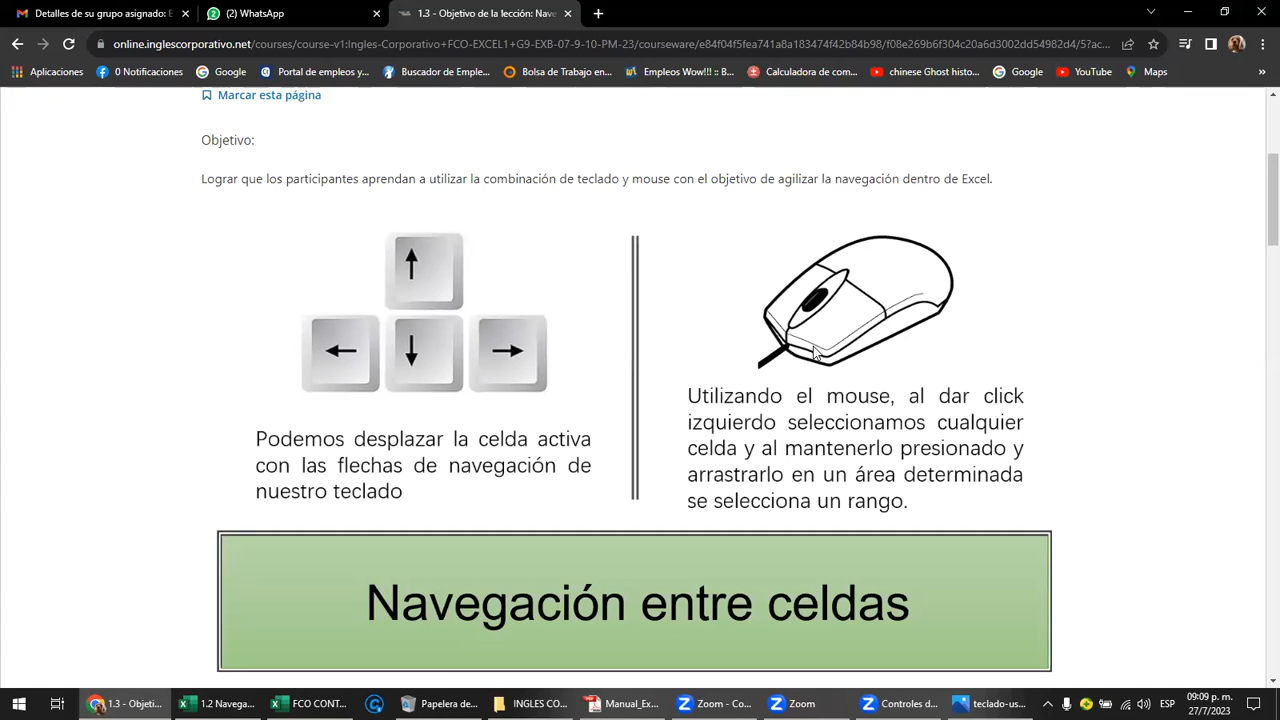 Detalles de su grupo asignado: E
(2) WhatsApp
1.3 - Objetivo de la lección: Nave
online.inglescorporativo.net/courses/course-v1:Ingles-Corporativo+FCO-EXCEL1+G9-EXB-07-9-10-PM-23/courseware/e84f04f5fea741a8a183474f42b84b98/f08e269b6f304c20a6d3002dd54982d4/5?ac...
Aplicaciones
0 Notificaciones
Google
Portal de empleos y...
Buscador de Emple...
Bolsa de Trabajo en...
Empleos Wow!!! :: B...
Calculadora de com...
chinese Ghost histo...
Google
YouTube
Maps
»
Marcar esta página
Objetivo:
Lograr que los participantes aprendan a utilizar la combinación de teclado y mouse con el objetivo de agilizar la navegación dentro de Excel.
Podemos desplazar la celda activa
con las flechas de navegación de
nuestro teclado
Utilizando el mouse, al dar click
izquierdo seleccionamos cualquier
celda y al mantenerlo presionado y
arrastrarlo en un área determinada
se selecciona un rango.
Navegación entre celdas
1.3 - Objeti...
1.2 Navega...
FCO CONT...
Papelera de...
INGLES CO...
Manual_Ex...
Zoom - Co...
Zoom
Controles d...
teclado-us...
ESP
09:09 p. m.
27/7/2023